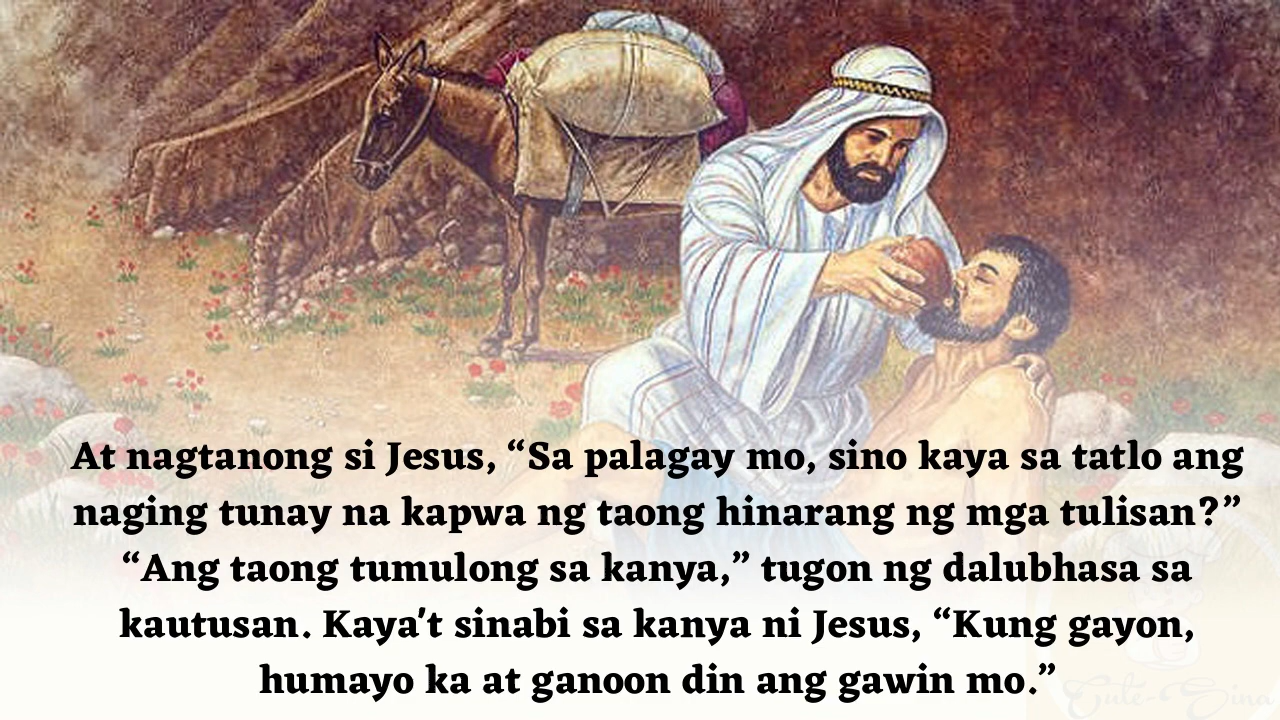 At nagtanong si Jesus, “Sa palagay mo, sino kaya sa tatlo ang
naging tunay na kapwa ng taong hinarang ng mga tulisan?”
“Ang taong tumulong sa kanya,” tugon ng dalubhasa sa
kautusan. Kaya't sinabi sa kanya ni Jesus, “Kung gayon,
humayo ka at ganoon din ang gawin mo.”